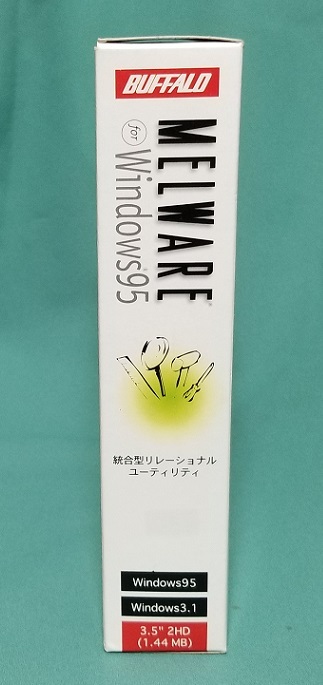 BUFFALO
MELWARE
for Windows95
統合型リレーショナル
ユーティリティ
Windows95
Windows3.1
3.5" 2HD
(1.44 MB)